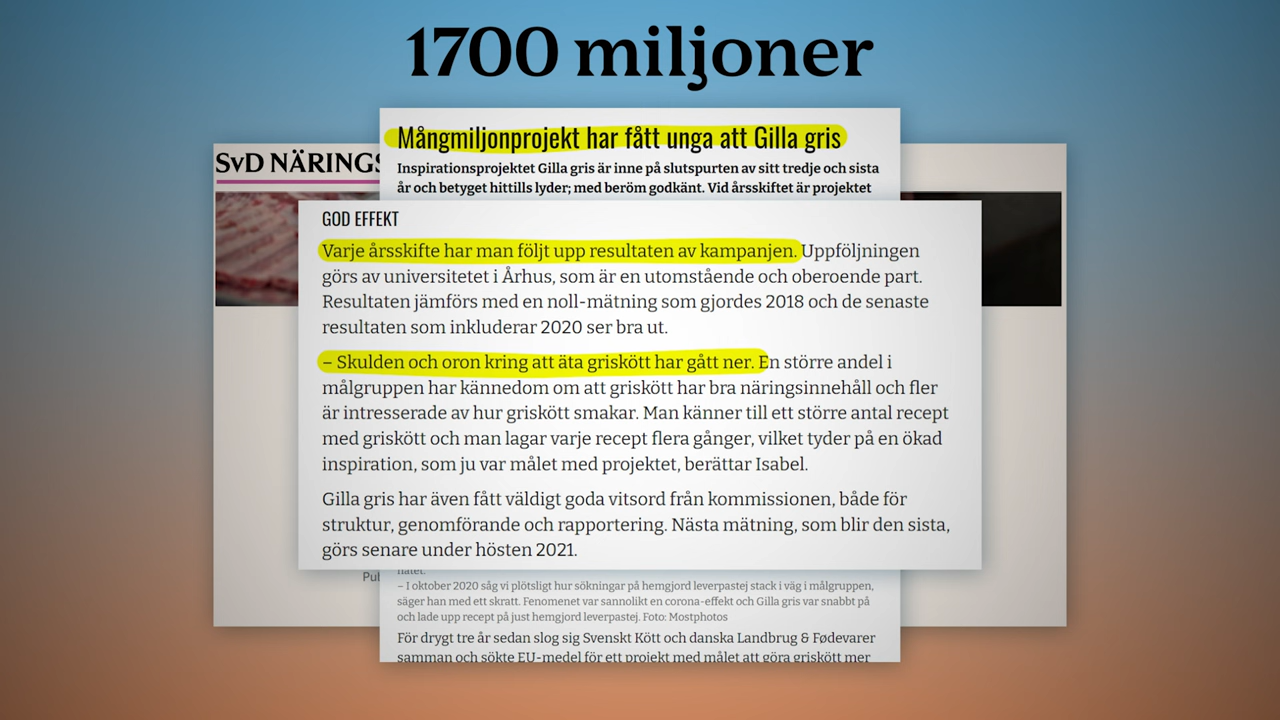 1700 miljoner
SvD NÄRINGS
Mångmiljonprojekt har fått unga att Gilla gris
Inspirationsprojektet Gilla gris är inne på slutspurten av sitt tredje och sista
år och betyget hittills lyder; med beröm godkänt. Vid årsskiftet är projektet
GOD EFFEKT
Varje årsskifte har man följt upp resultaten av kampanjen. Uppföljningen
görs av universitetet i Århus, som är en utomstående och oberoende part.
Resultaten jämförs med en noll-mätning som gjordes 2018 och de senaste
resultaten som inkluderar 2020 ser bra ut.
– Skulden och oron kring att äta griskött har gått ner. En större andel i
målgruppen har kännedom om att griskött har bra näringsinnehåll och fler
är intresserade av hur griskött smakar. Man känner till ett större antal recept
med griskött och man lagar varje recept flera gånger, vilket tyder på en ökad
inspiration, som ju var målet med projektet, berättar Isabel.
Gilla gris har även fått väldigt goda vitsord från kommissionen, både för
struktur, genomförande och rapportering. Nästa mätning, som blir den sista,
görs senare under hösten 2021.
Pub
– I oktober 2020 såg vi plötsligt hur sökningar på hemgjord leverpastej stack i väg i målgruppen,
säger han med ett skratt. Fenomenet var sannolikt en corona-effekt och Gilla gris var snabbt på
och lade upp recept på just hemgjord leverpastej. Foto: Mostphotos
För drygt tre år sedan slog sig Svenskt Kött och danska Landbrug & Fødevarer
samman och sökte EU-medel för ett projekt med målet att göra griskött mer